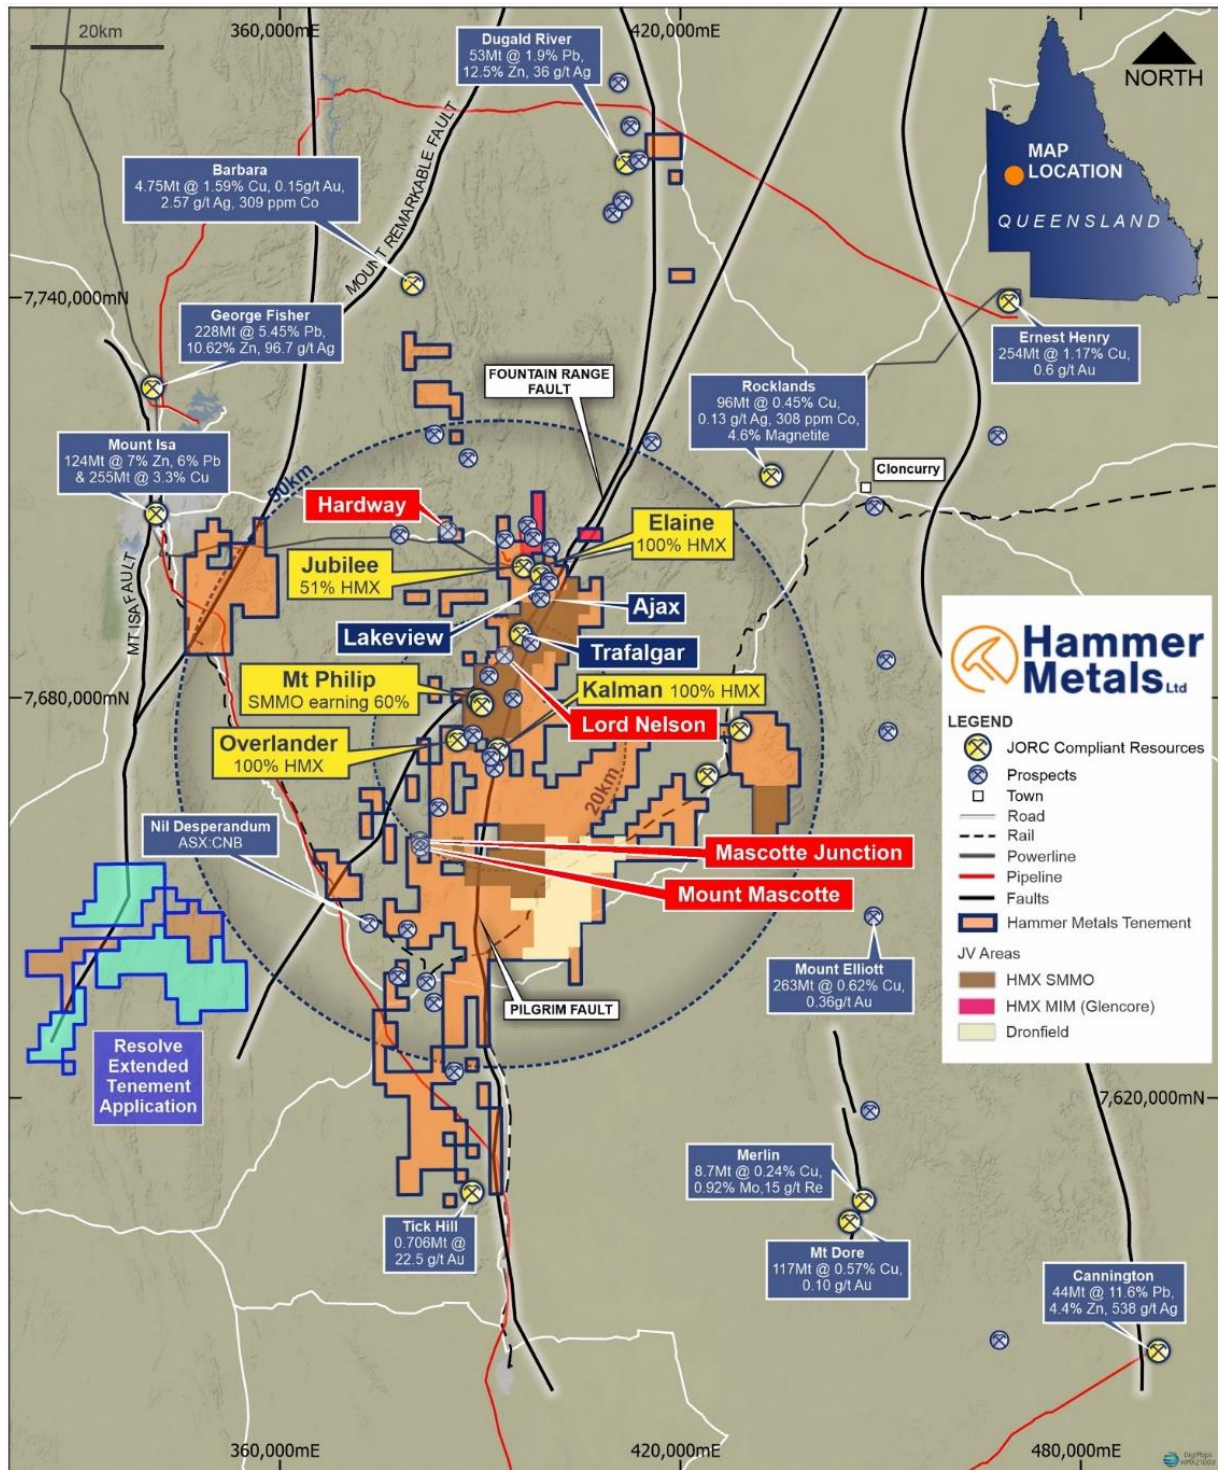 20km
360,000mE
420,000mE
Dugald River
53Mt @ 1.9% Pb,
12.5% Zn, 36 g/t Ag
NORTH
MAP
LOCATION
QUEENSLAND
Barbara
4.75Mt @ 1.59% Cu, 0.15g/t Au,
2.57 g/t Ag, 309 ppm Co
MOUNT REMARKABLE FAULT
7,740,000mN
George Fisher
228Mt @ 5.45% Pb,
10.62% Zn, 96.7 g/t Ag
Ernest Henry
254Mt @ 1.17% Cu,
0.6 g/t Au
FOUNTAIN RANGE
FAULT
Rocklands
96Mt @ 0.45% Cu,
0.13 g/t Ag, 308 ppm Co,
4.6% Magnetite
Mount Isa
124Mt @ 7% Zn, 6% Pb
& 255Mt @ 3.3% Cu
Cloncurry
50km
Hardway
Elaine
100% HMX
Jubilee
51% HMX
MT ISA FAULT
Ajax
Lakeview
Trafalgar
Mt Philip
SMMO earning 60%
Kalman 100% HMX
7,680,000mN
Lord Nelson
Overlander
100% HMX
20km
Nil Desperandum
ASX:CNB
Mascotte Junction
Mount Mascotte
Hammer
Metals Ltd
LEGEND
JORC Compliant Resources
Prospects
Town
Road
Rail
Powerline
Pipeline
Faults
Hammer Metals Tenement
JV Areas
HMX SMMO
HMX MIM (Glencore)
Dronfield
Mount Elliott
263Mt @ 0.62% Cu,
0.36g/t Au
PILGRIM FAULT
Resolve
Extended
Tenement
Application
7,620,000mN
Merlin
8.7Mt @ 0.24% Cu,
0.92% Mo,15 g/t Re
Tick Hill
0.706Mt @
22.5 g/t Au
Mt Dore
117Mt @ 0.57% Cu,
0.10 g/t Au
Cannington
44Mt @ 11.6% Pb,
4.4% Zn, 538 g/t Ag
360,000mE
420,000mE
480,000mE
DigiMaps
HMX21003